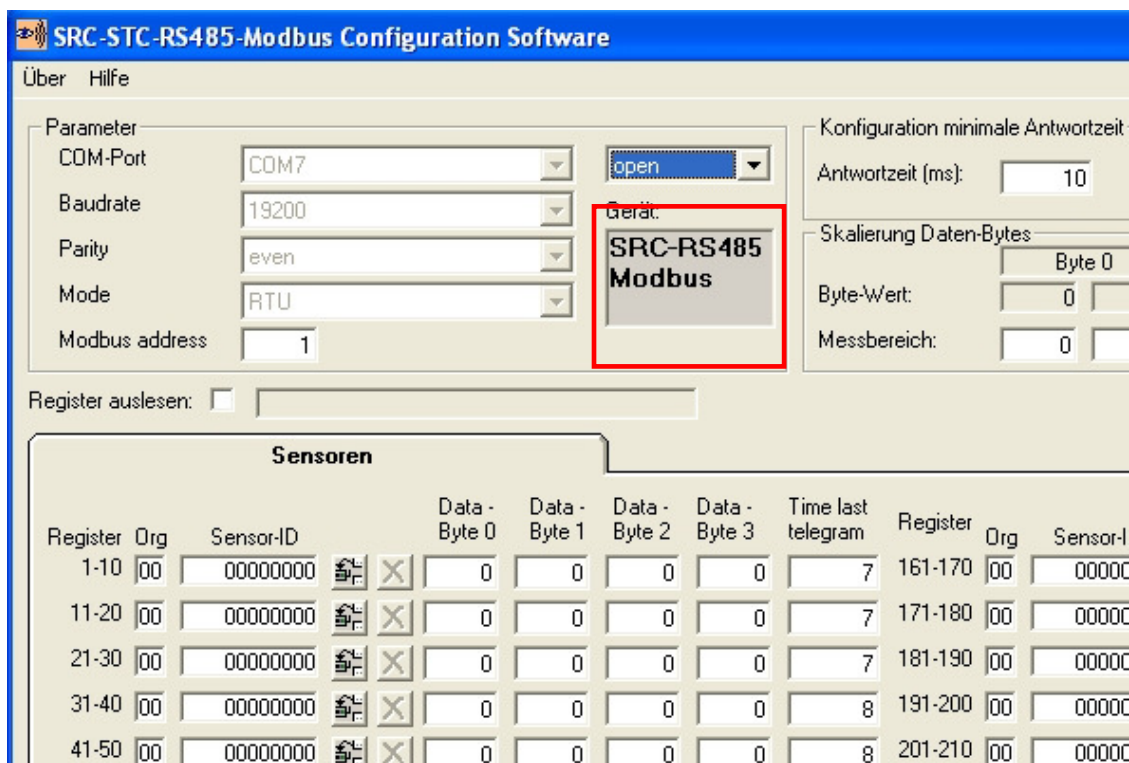 SRC-STC-RS485-Modbus Configuration Software
Über Hilfe
Parameter
COM-Port COM7 open
Baudrate 19200 Gerät:
Parity even SRC-RS485
Modbus
Mode RTU
Modbus address 1
Konfiguration minimale Antwortzeit
Antwortzeit (ms): 10
Skalierung Daten-Bytes
Byte 0
Byte-Wert: 0
Messbereich: 0
Register auslesen:
Sensoren
Register Org Sensor-ID Data - Byte 0 Data - Byte 1 Data - Byte 2 Data - Byte 3 Time last telegram Register Org Sensor-I
1-10 00 00000000 0 0 0 0 7 161-170 00 00000
11-20 00 00000000 0 0 0 0 7 171-180 00 00000
21-30 00 00000000 0 0 0 0 7 181-190 00 00000
31-40 00 00000000 0 0 0 0 8 191-200 00 00000
41-50 00 00000000 0 0 0 0 8 201-210 00 00000